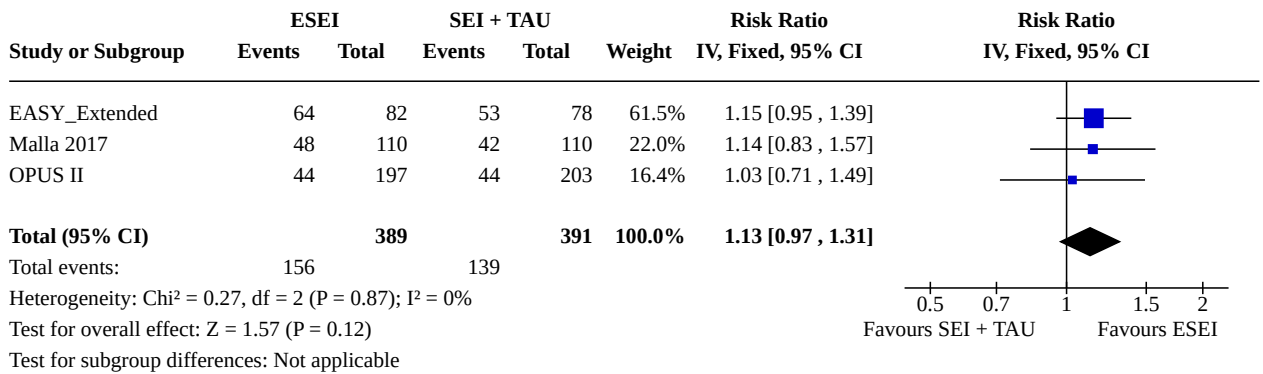 ESEI SEI + TAU Risk Ratio Risk Ratio
Study or Subgroup Events Total Events Total Weight IV, Fixed, 95% CI IV, Fixed, 95% CI
EASY_Extended 64 82 53 78 61.5% 1.15 [0.95 , 1.39]
Malla 2017 48 110 42 110 22.0% 1.14 [0.83 , 1.57]
OPUS II 44 197 44 203 16.4% 1.03 [0.71 , 1.49]
Total (95% CI) 389 391 100.0% 1.13 [0.97 , 1.31]
Total events: 156 139
Heterogeneity: Chi² = 0.27, df = 2 (P = 0.87); I² = 0%
0.5 0.7 1 1.5 2
Test for overall effect: Z = 1.57 (P = 0.12)
Favours SEI + TAU Favours ESEI
Test for subgroup differences: Not applicable